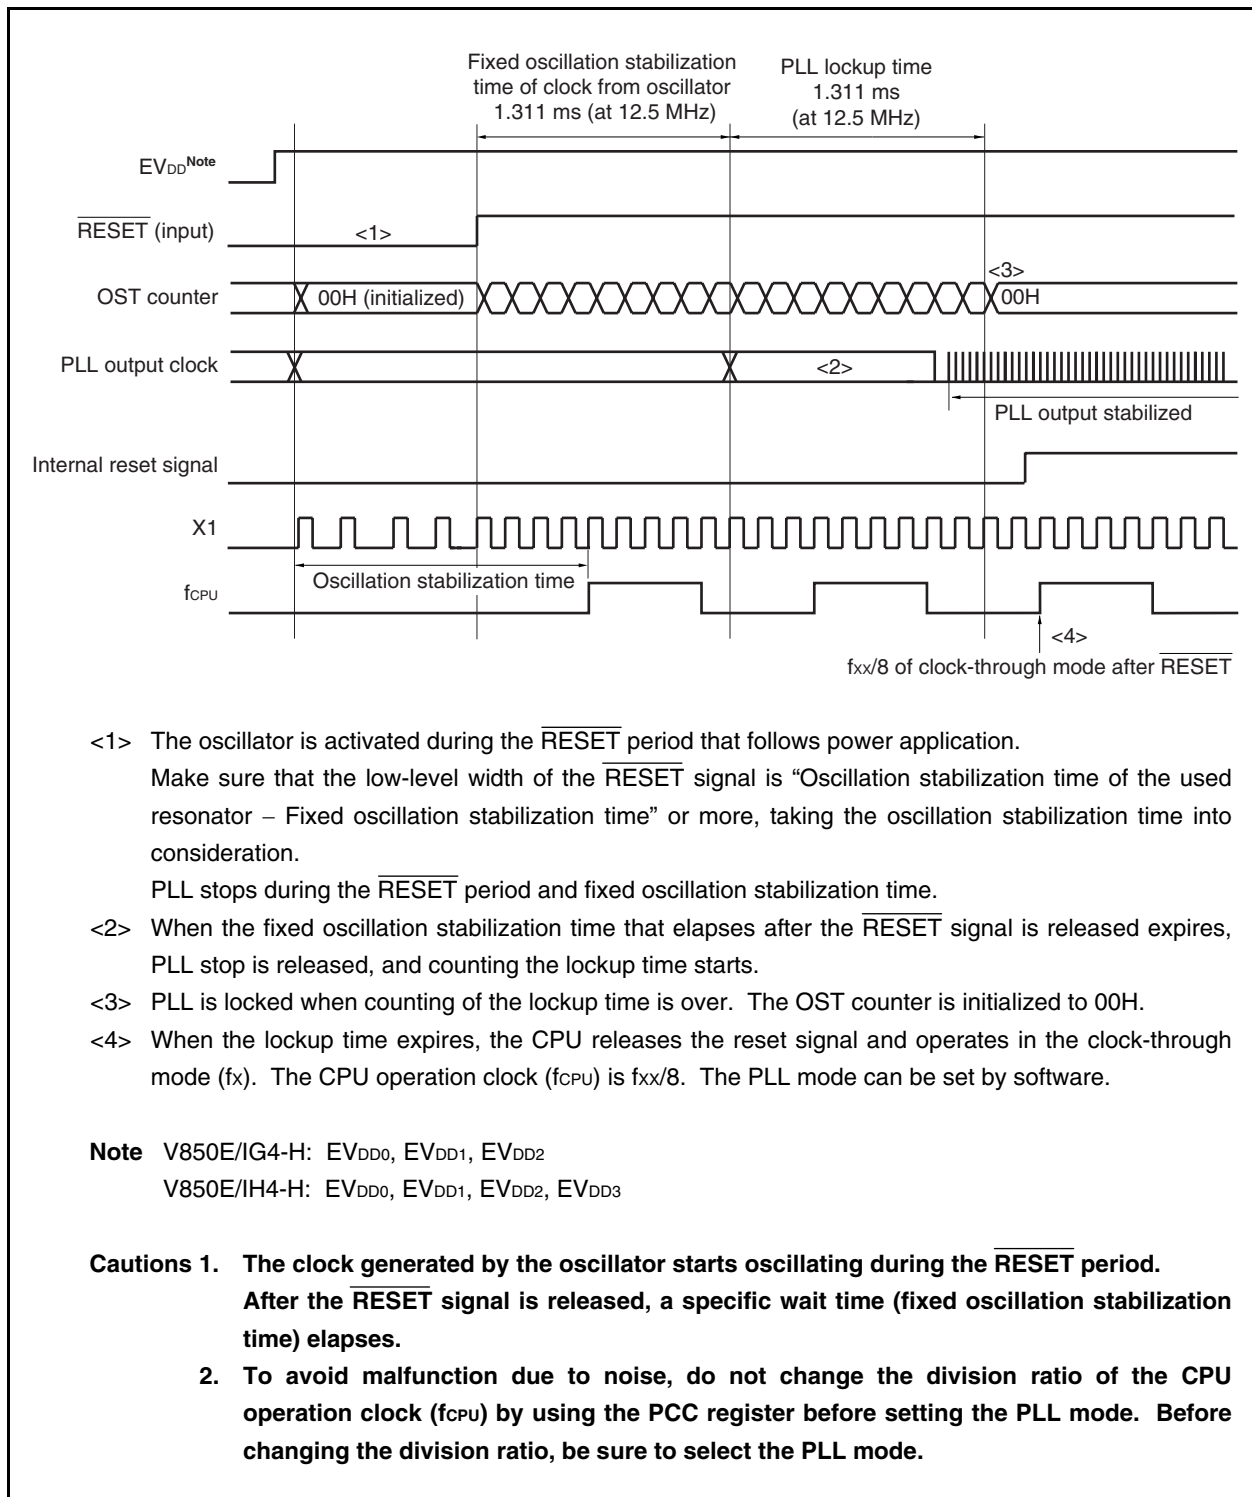 Fixed oscillation stabilization
time of clock from oscillator
1.311 ms (at 12.5 MHz)
PLL lockup time
1.311 ms
(at 12.5 MHz)
EVDDNote
RESET (input)
<1>
OST counter
00H (initialized)
<3>
00H
PLL output clock
<2>
PLL output stabilized
Internal reset signal
X1
Oscillation stabilization time
fCPU
<4>
fXX/8 of clock-through mode after RESET
<1> The oscillator is activated during the RESET period that follows power application.
Make sure that the low-level width of the RESET signal is “Oscillation stabilization time of the used
resonator – Fixed oscillation stabilization time” or more, taking the oscillation stabilization time into
consideration.
PLL stops during the RESET period and fixed oscillation stabilization time.
<2> When the fixed oscillation stabilization time that elapses after the RESET signal is released expires,
PLL stop is released, and counting the lockup time starts.
<3> PLL is locked when counting of the lockup time is over. The OST counter is initialized to 00H.
<4> When the lockup time expires, the CPU releases the reset signal and operates in the clock-through
mode (fX). The CPU operation clock (fCPU) is fXX/8. The PLL mode can be set by software.
Note V850E/IG4-H: EVDD0, EVDD1, EVDD2
V850E/IH4-H: EVDD0, EVDD1, EVDD2, EVDD3
Cautions 1. The clock generated by the oscillator starts oscillating during the RESET period.
After the RESET signal is released, a specific wait time (fixed oscillation stabilization
time) elapses.
2. To avoid malfunction due to noise, do not change the division ratio of the CPU
operation clock (fCPU) by using the PCC register before setting the PLL mode. Before
changing the division ratio, be sure to select the PLL mode.